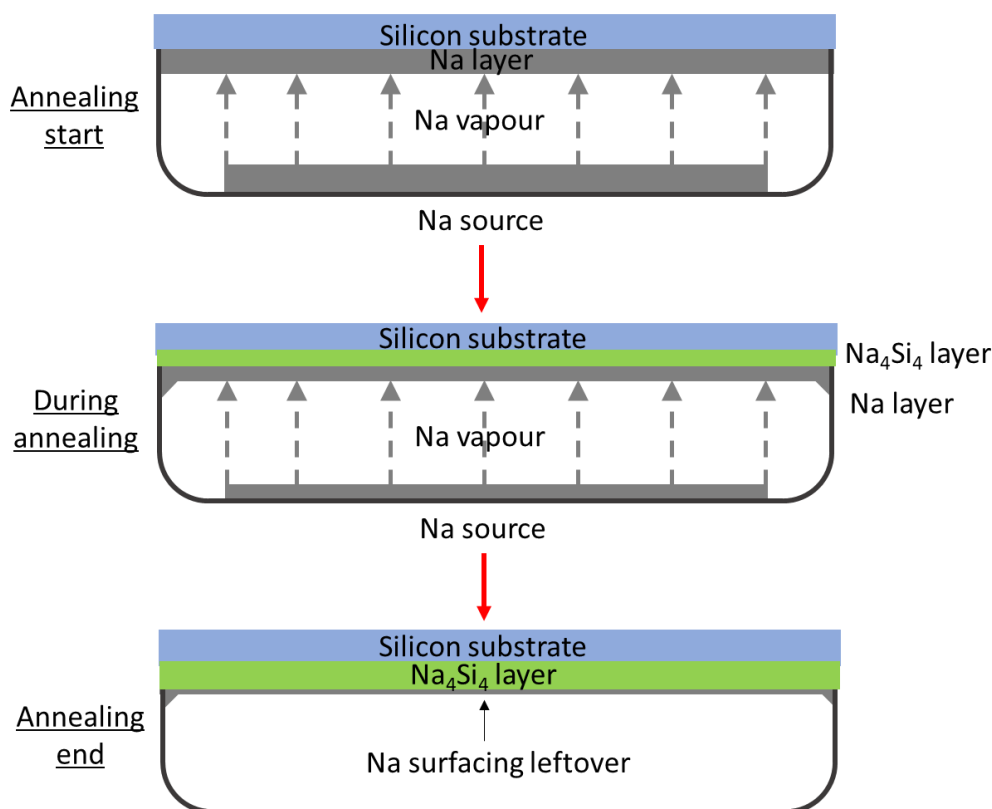 Silicon substrate
Na layer
Annealing
start
Na vapour
Na source
Silicon substrate
Na₄Si₄ layer
During
annealing
Na layer
Na vapour
Na source
Silicon substrate
Na₄Si₄ layer
Annealing
end
Na surfacing leftover